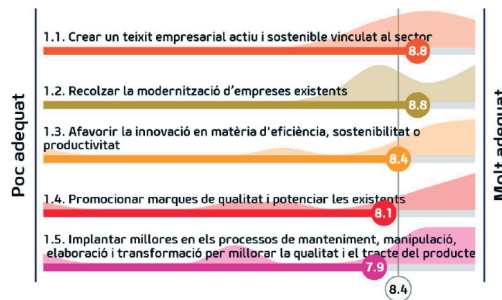 Poc adequat
1.1. Crear un teixit empresarial actiu i sostenible vinculat al sector
8.8
1.2. Recolzar la modernització d'empreses existents
8.8
1.3. Afavorir la innovació en matèria d'eficiència, sostenibilitat o
productivitat
8.4
1.4. Promocionar marques de qualitat i potenciar les existents
8.1
1.5. Implantar millores en els processos de manteniment, manipulació,
elaboració i transformació per millorar la qualitat i el tracte del producte
7.9
8.4
Molt adequat